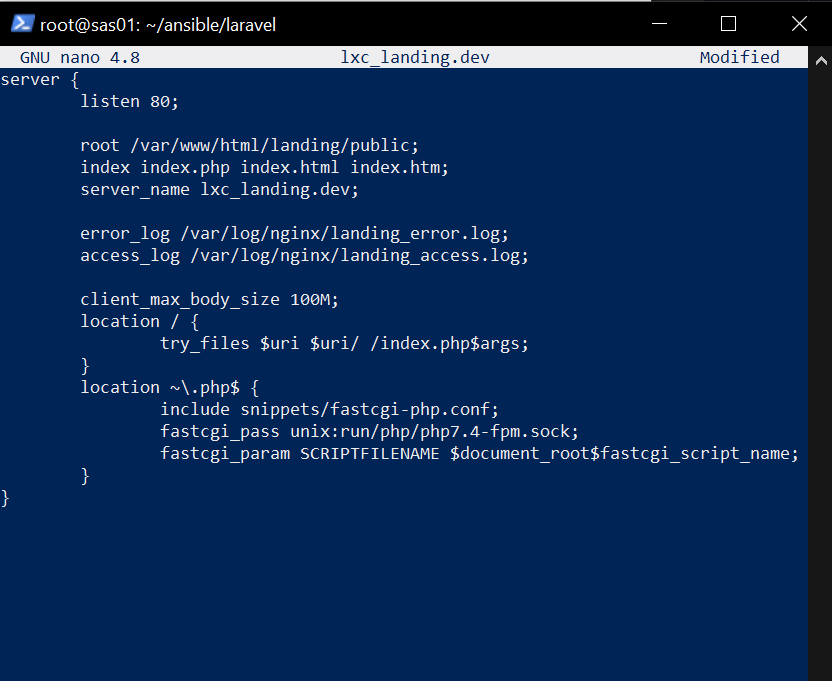 root@sas01: ~/ansible/laravel
GNU nano 4.8 lxc_landing.dev Modified
server {
listen 80;
root /var/www/html/landing/public;
index index.php index.html index.htm;
server_name lxc_landing.dev;
error_log /var/log/nginx/landing_error.log;
access_log /var/log/nginx/landing_access.log;
client_max_body_size 100M;
location / {
try_files $uri $uri/ /index.php$args;
}
location ~\.php$ {
include snippets/fastcgi-php.conf;
fastcgi_pass unix:run/php/php7.4-fpm.sock;
fastcgi_param SCRIPTFILENAME $document_root$fastcgi_script_name;
}
}